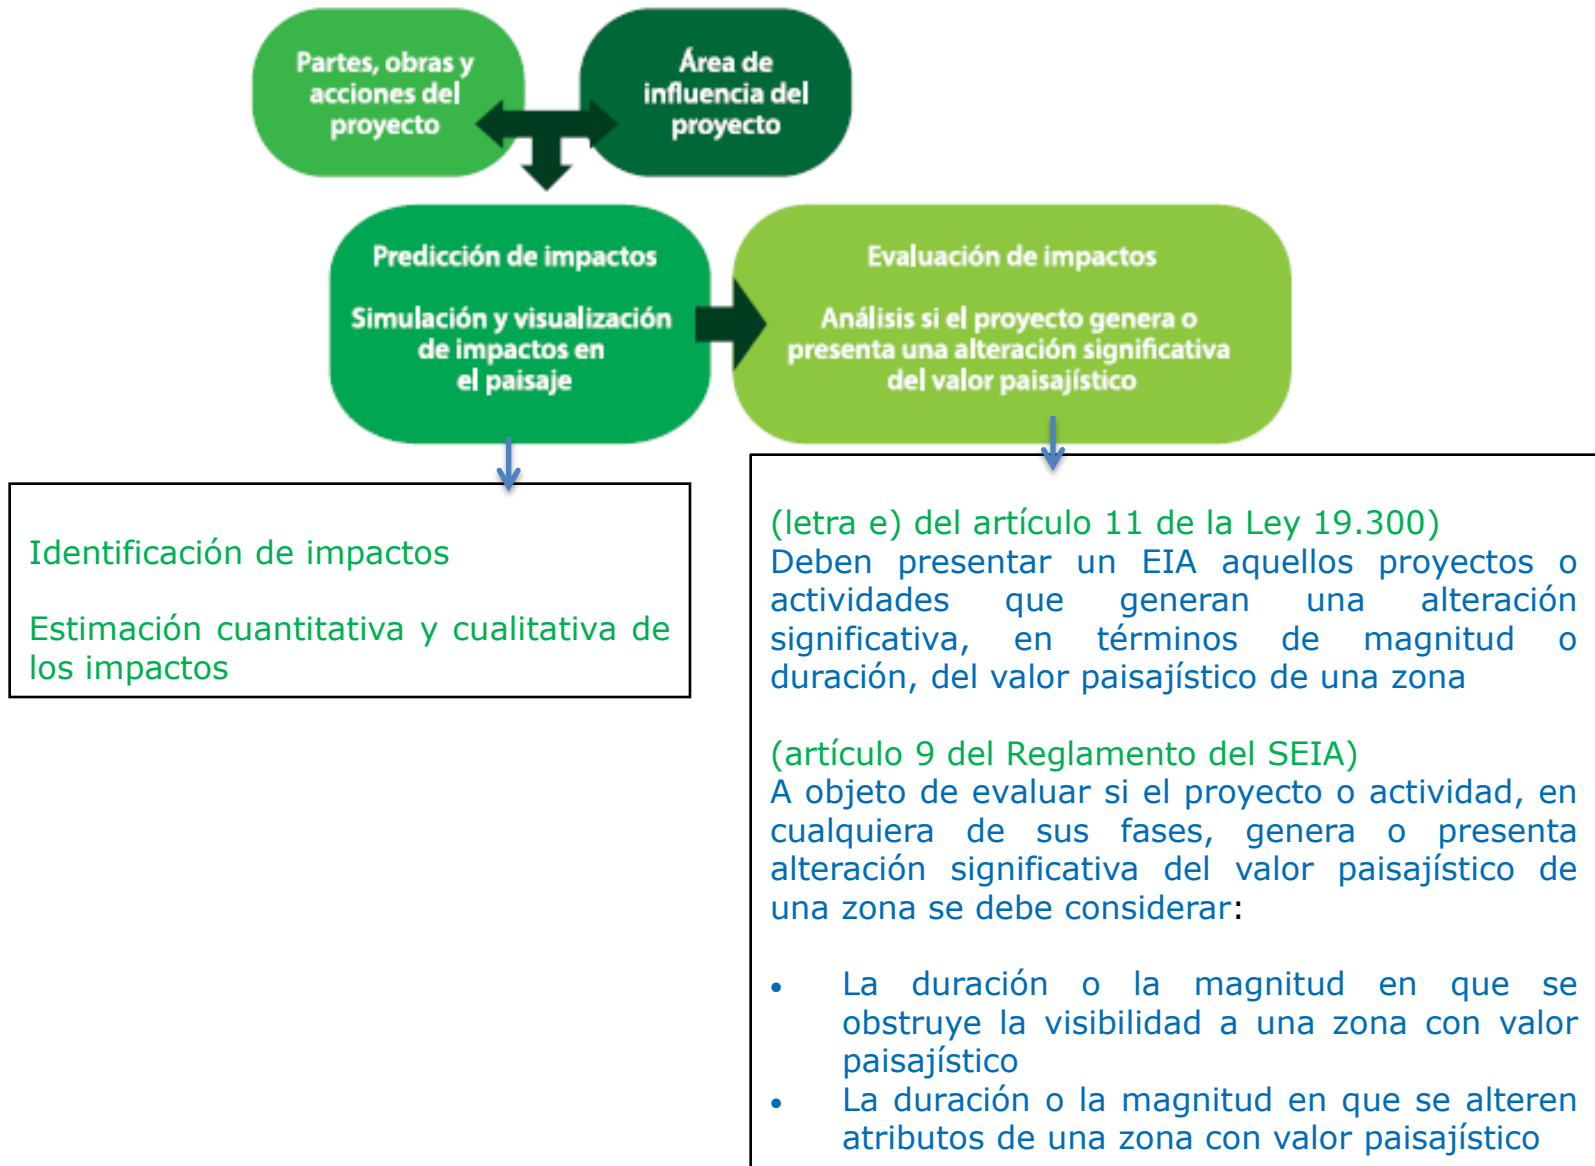 Partes, obras y
acciones del
proyecto
Área de
influencia del
proyecto
Predicción de impactos
Simulación y visualización
de impactos en
el paisaje
Evaluación de impactos
Análisis si el proyecto genera o
presenta una alteración significativa
del valor paisajístico
Identificación de impactos
Estimación cuantitativa y cualitativa de
los impactos
(letra e) del artículo 11 de la Ley 19.300)
Deben presentar un EIA aquellos proyectos o
actividades que generan una alteración
significativa, en términos de magnitud o
duración, del valor paisajístico de una zona
(artículo 9 del Reglamento del SEIA)
A objeto de evaluar si el proyecto o actividad, en
cualquiera de sus fases, genera o presenta
alteración significativa del valor paisajístico de
una zona se debe considerar:
• La duración o la magnitud en que se
obstruye la visibilidad a una zona con valor
paisajístico
• La duración o la magnitud en que se alteren
atributos de una zona con valor paisajístico